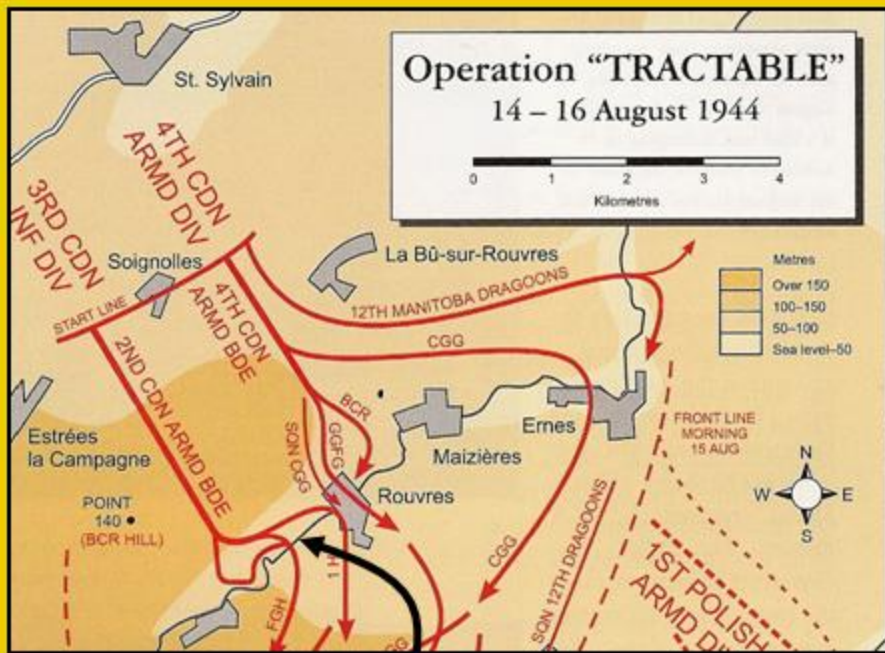 Operation “TRACTABLE”
14 – 16 August 1944
0 1 2 3 4
Kilometres
St. Sylvain
4TH CDN
ARMD DIV
3RD CDN
INF DIV
Soignolles
La Bû-sur-Rouvres
Metres
Over 150
100–150
50–100
Sea level–50
START LINE
4TH CDN
ARMD BDE
12TH MANITOBA DRAGOONS
2ND CDN ARMD BDE
CGG
Estrées
la Campagne
SQN CGG
GGFG
BCR
Ernes
FRONT LINE
MORNING
15 AUG
Maizières
N
W E
S
POINT
140
(BCR HILL)
Rouvres
CGG
SQN 12TH DRAGOONS
1ST POLISH
ARMD DI
FGH
1 H
GG